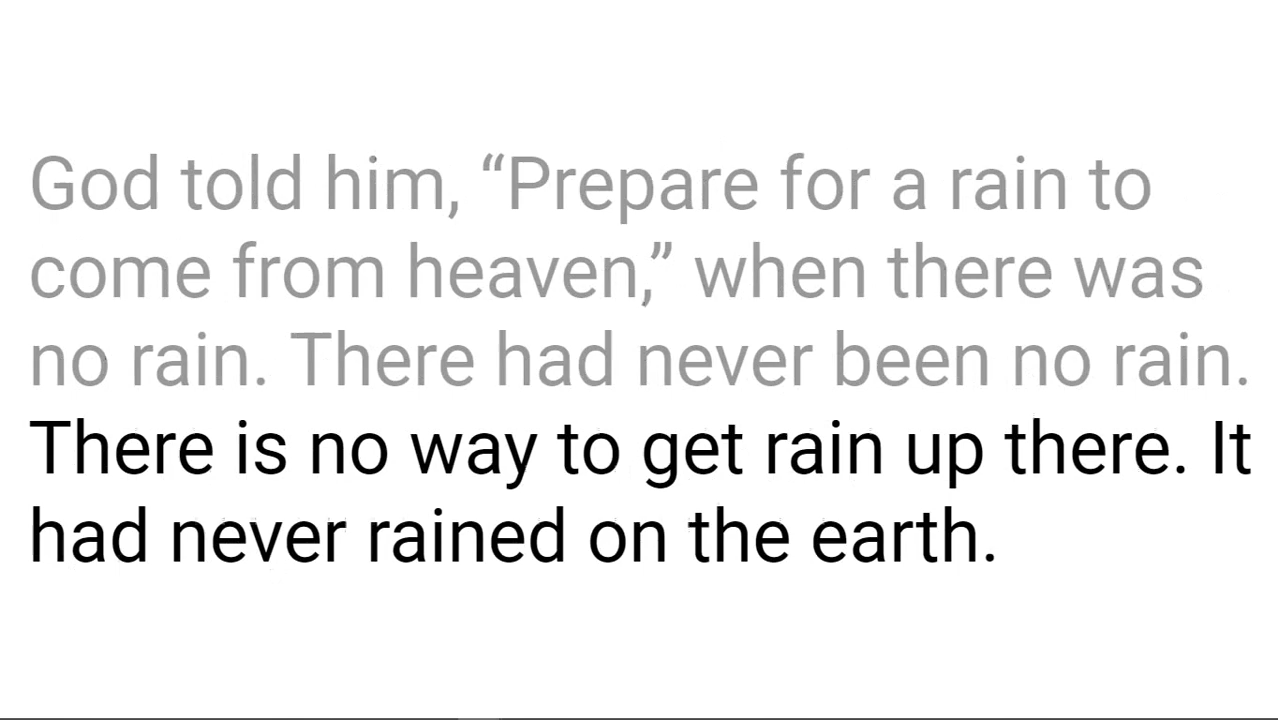 God told him, “Prepare for a rain to
come from heaven,” when there was
no rain. There had never been no rain.
There is no way to get rain up there. It
had never rained on the earth.